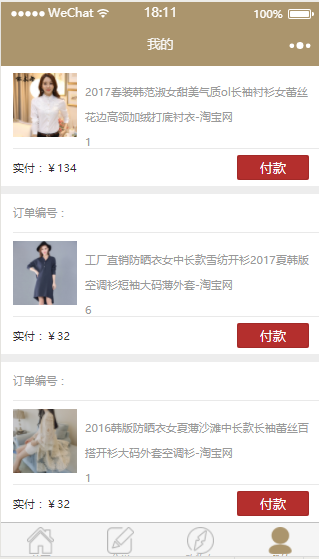 WeChat 18:11 100%
我的
2017春装韩范淑女甜美气质ol长袖衬衫女蕾丝
花边高领加绒打底衬衣-淘宝网
1
实付：￥134 付款
订单编号：
工厂直销防晒衣女中长款雪纺开衫2017夏韩版
空调衫短袖大码薄外套-淘宝网
6
实付：￥32 付款
订单编号：
2016韩版防晒衣女夏薄沙滩中长款长袖蕾丝百
搭开衫大码外套空调衫-淘宝网
1
实付：￥32 付款